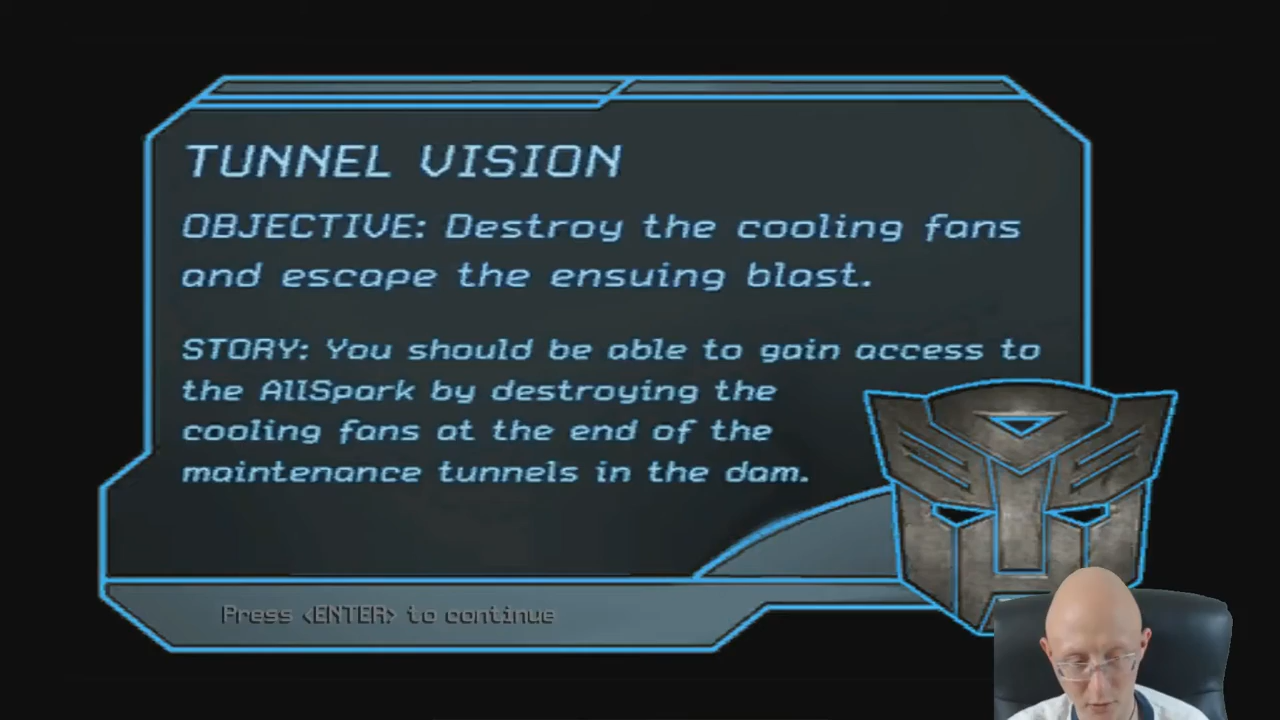 TUNNEL VISION
OBJECTIVE: Destroy the cooling fans
and escape the ensuing blast.
STORY: You should be able to gain access to
the AllSpark by destroying the
cooling fans at the end of the
maintenance tunnels in the dam.
Press <ENTER> to continue